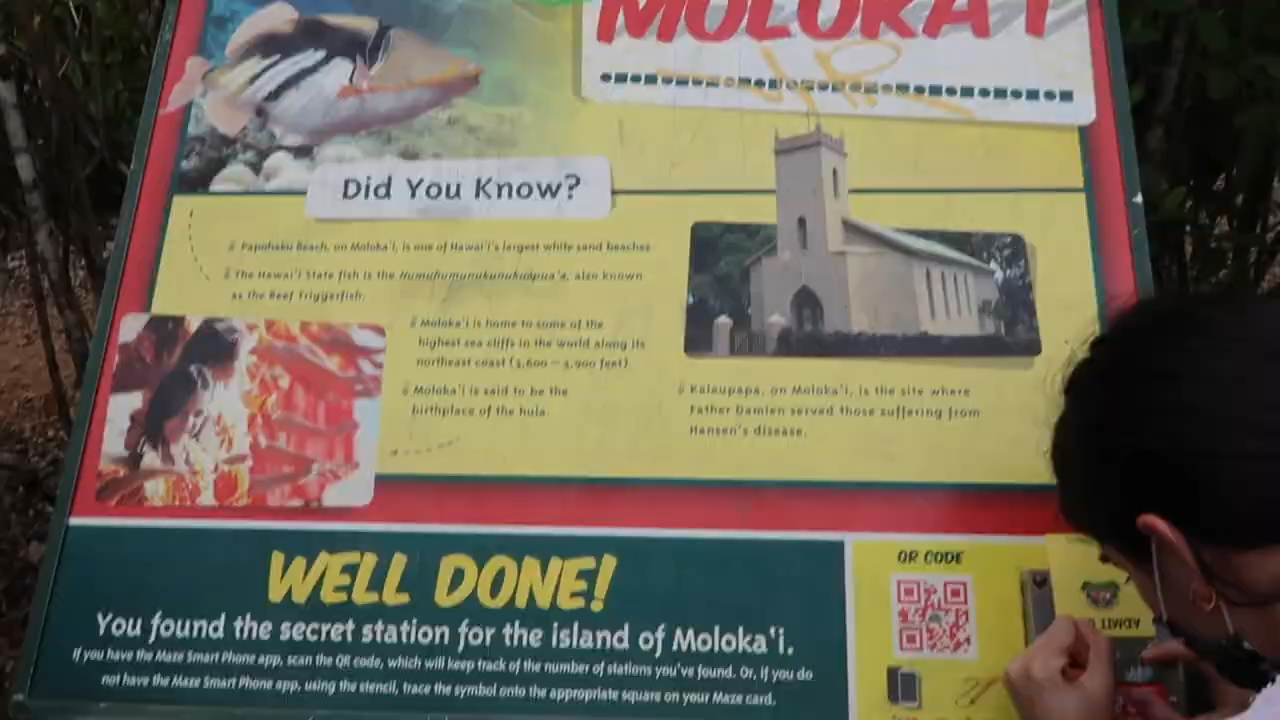 MOLOKA'I
Did You Know?
Papohaku Beach, on Moloka'i, is one of Hawai'i's largest white sand beaches.
The Hawai'i State fish is the Humuhumunukunukuāpua'a, also known
as the Reef Triggerfish.
Moloka'i is home to some of the
highest sea cliffs in the world along its
northeast coast (3,600 – 3,900 feet).
Moloka'i is said to be the
birthplace of the hula.
Kalaupapa, on Moloka'i, is the site where
Father Damien served those suffering from
Hansen's disease.
WELL DONE!
You found the secret station for the island of Moloka'i.
If you have the Maze Smart Phone app, scan the QR code, which will keep track of the number of stations you've found. Or, if you do
not have the Maze Smart Phone app, using the stencil, trace the symbol onto the appropriate square on your Maze card.
QR CODE
ADMIT